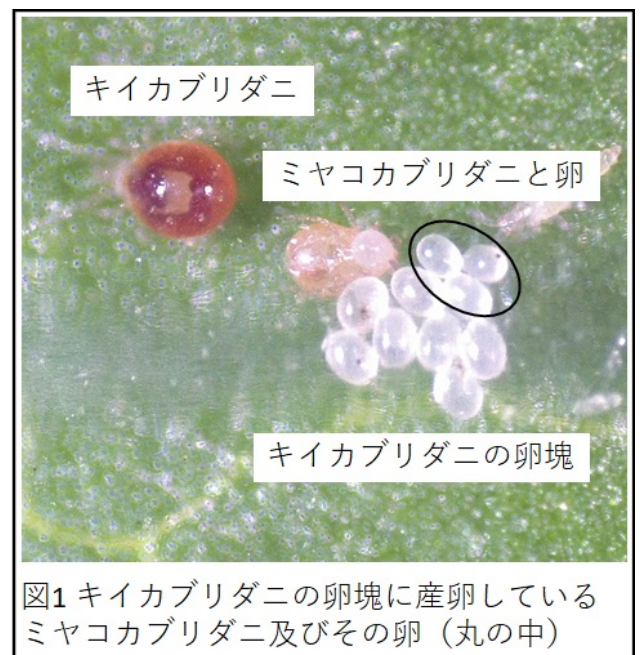 キイカブリダニ
ミヤコカブリダニと卵
キイカブリダニの卵塊
図1 キイカブリダニの卵塊に産卵している
ミヤコカブリダニ及びその卵（丸の中）